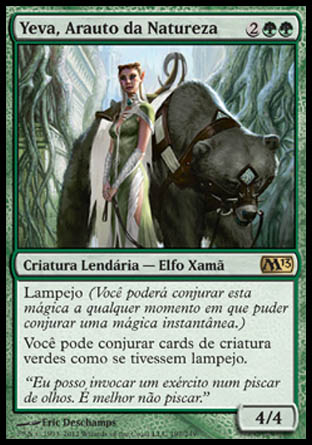 Yeva, Arauto da Natureza 2
Criatura Lendária — Elfo Xamã M13
Lampejo (Você poderá conjurar esta
mágica a qualquer momento em que puder
conjurar uma mágica instantânea.)
Você pode conjurar cards de criatura
verdes como se tivessem lampejo.
"Eu posso invocar um exército num piscar
de olhos. É melhor não piscar."
Eric Deschamps
4/4